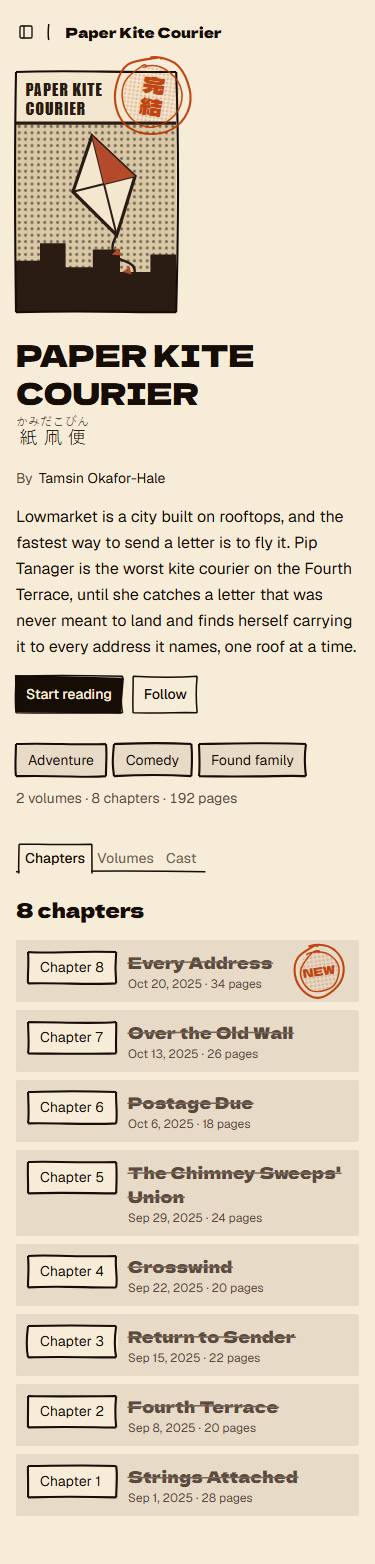 Paper Kite Courier
PAPER KITE
COURIER
完
結
PAPER KITE
COURIER
かみだこびん
紙凧便
By Tamsin Okafor-Hale
Lowmarket is a city built on rooftops, and the
fastest way to send a letter is to fly it. Pip
Tanager is the worst kite courier on the Fourth
Terrace, until she catches a letter that was
never meant to land and finds herself carrying
it to every address it names, one roof at a time.
Start reading
Follow
Adventure
Comedy
Found family
2 volumes · 8 chapters · 192 pages
Chapters
Volumes
Cast
8 chapters
Chapter 8
Every Address
Oct 20, 2025 · 34 pages
NEW
Chapter 7
Over the Old Wall
Oct 13, 2025 · 26 pages
Chapter 6
Postage Due
Oct 6, 2025 · 18 pages
Chapter 5
The Chimney Sweeps'
Union
Sep 29, 2025 · 24 pages
Chapter 4
Crosswind
Sep 22, 2025 · 20 pages
Chapter 3
Return to Sender
Sep 15, 2025 · 22 pages
Chapter 2
Fourth Terrace
Sep 8, 2025 · 20 pages
Chapter 1
Strings Attached
Sep 1, 2025 · 28 pages